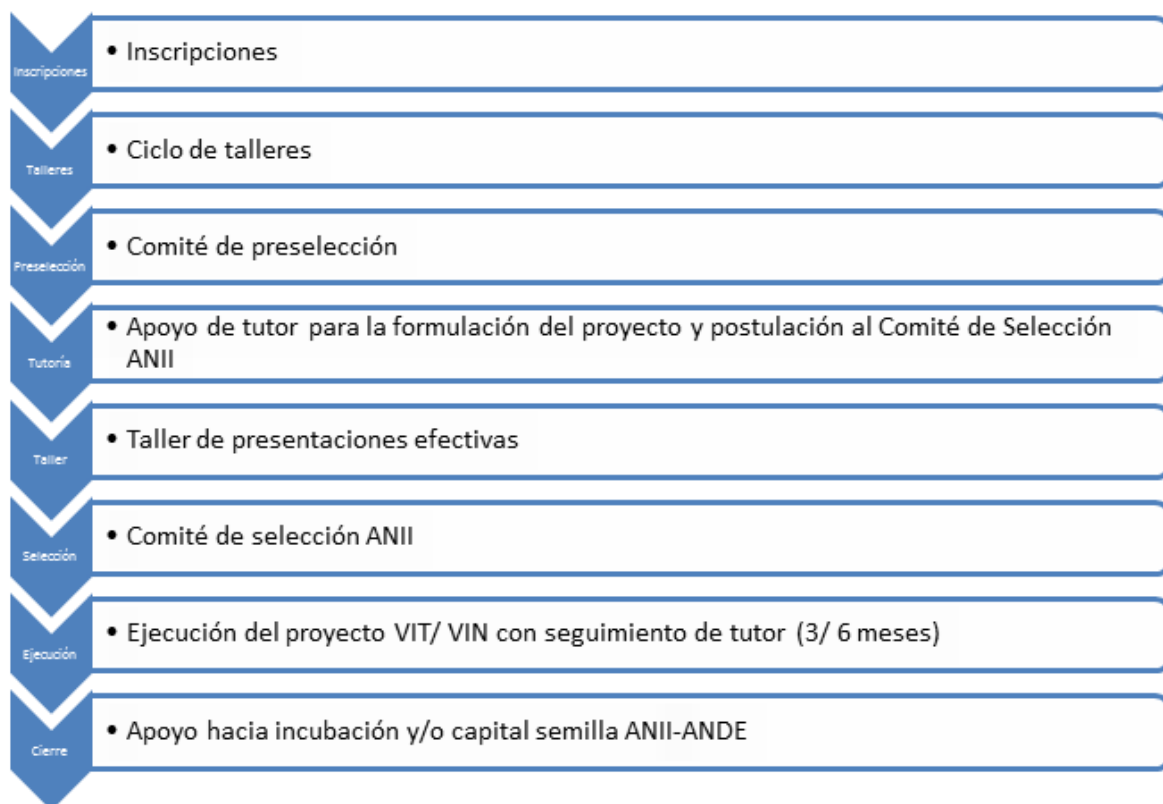 Inscripciones
• Inscripciones
Talleres
• Ciclo de talleres
Preselección
• Comité de preselección
Tutoría
• Apoyo de tutor para la formulación del proyecto y postulación al Comité de Selección
ANII
Taller
• Taller de presentaciones efectivas
Selección
• Comité de selección ANII
Ejecución
• Ejecución del proyecto VIT/ VIN con seguimiento de tutor (3/ 6 meses)
Cierre
• Apoyo hacia incubación y/o capital semilla ANII-ANDE